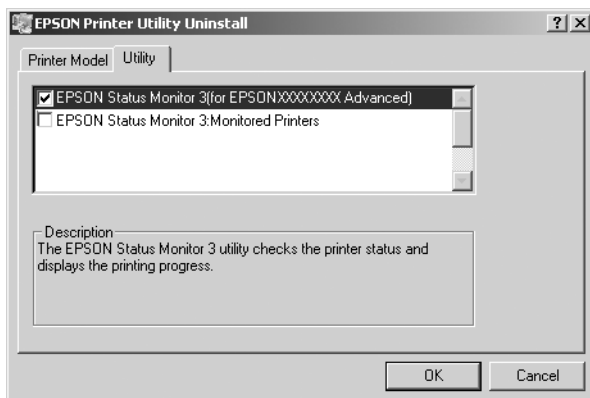 EPSON Printer Utility Uninstall
Printer Model Utility
EPSON Status Monitor 3(for EPSONXXXXXXXX Advanced)
EPSON Status Monitor 3:Monitored Printers
Description
The EPSON Status Monitor 3 utility checks the printer status and
displays the printing progress.
OK Cancel